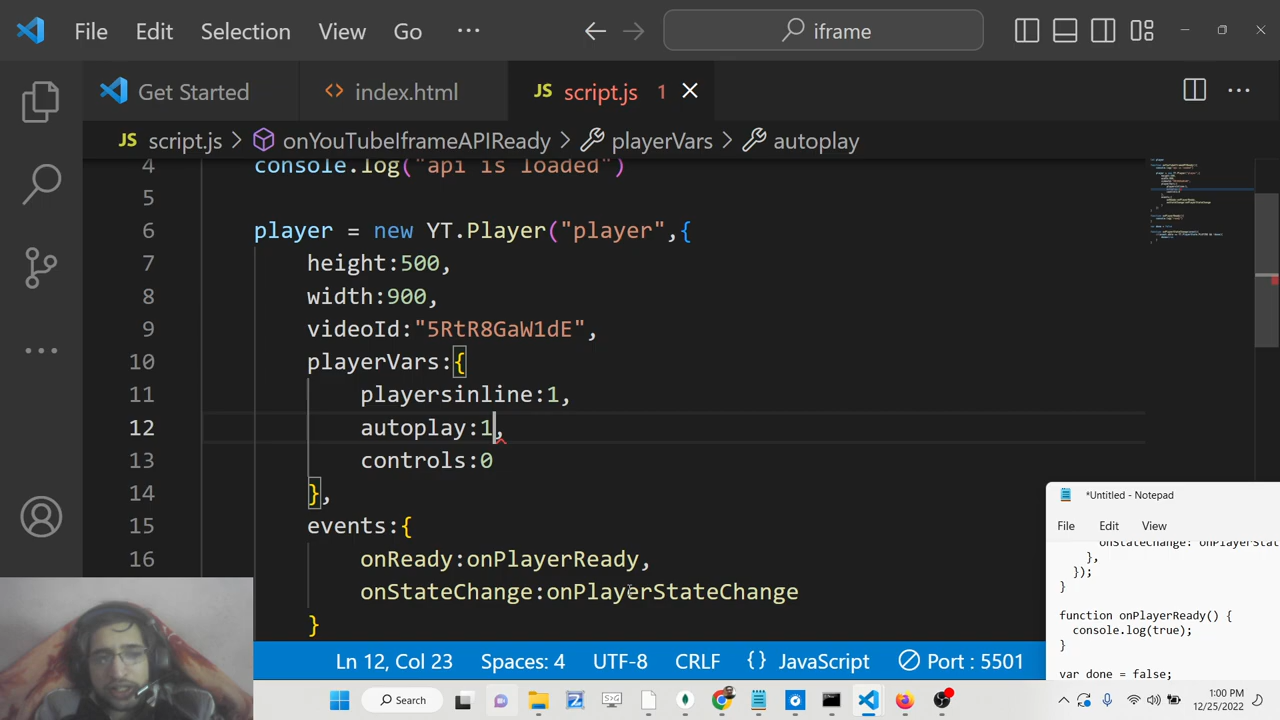 File Edit Selection View Go ··· ← → iframe
Get Started index.html JS script.js 1
JS script.js > onYouTubeIframeAPIReady > playerVars > autoplay
4 console.log("api is loaded")
5
6 player = new YT.Player("player",{
7 height:500,
8 width:900,
9 videoId:"5RtR8GaW1dE",
10 playerVars:{
11 playersinline:1,
12 autoplay:1,
13 controls:0
14 },
15 events:{
16 onReady:onPlayerReady,
onStateChange:onPlayerStateChange
}
*Untitled - Notepad
File Edit View
onStateChange: onPlayerSta
},
});
}
function onPlayerReady() {
console.log(true);
}
var done = false;
Ln 12, Col 23 Spaces: 4 UTF-8 CRLF {} JavaScript Port : 5501
Search
1:00 PM
12/25/2022